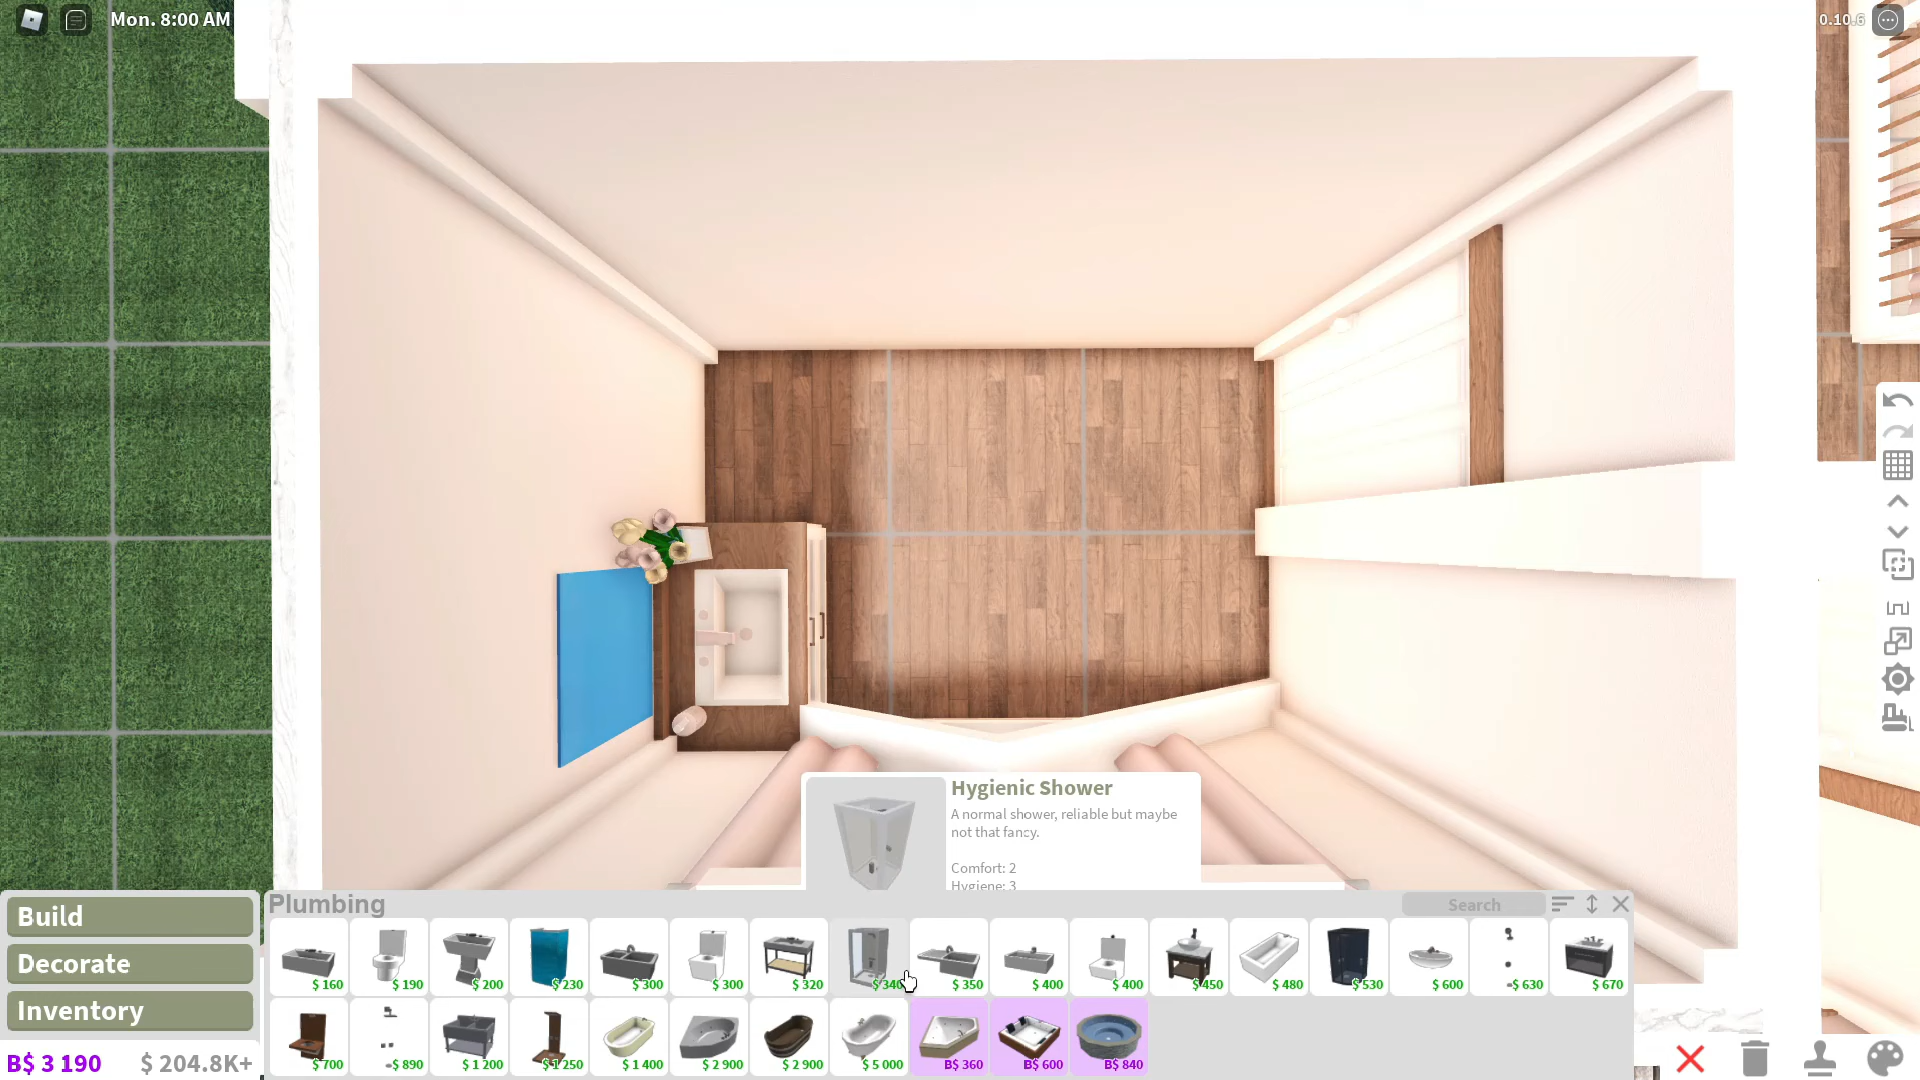 Mon. 8:00 AM
0.10.6
Hygienic Shower
A normal shower, reliable but maybe
not that fancy.
Comfort: 2
Hygiene: 3
Plumbing
Search
Build
Decorate
Inventory
$ 160 $ 190 $ 200 $ 230 $ 300 $ 300 $ 320 $ 340 $ 350 $ 400 $ 400 $ 450 $ 480 $ 530 $ 600 $ 630 $ 670
$ 700 $ 890 $ 1 200 $ 1 250 $ 1 400 $ 2 900 $ 2 900 $ 5 000 B$ 360 B$ 600 B$ 840
B$ 3 190 $ 204.8K+